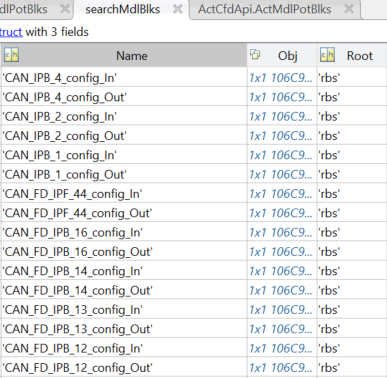 dlPotBlks searchMdlBlks ActCfdApi.ActMdlPotBlks
truct with 3 fields
Name Obj Root
'CAN_IPB_4_config_In' 1x1 106C9... 'rbs'
'CAN_IPB_4_config_Out' 1x1 106C9... 'rbs'
'CAN_IPB_2_config_In' 1x1 106C9... 'rbs'
'CAN_IPB_2_config_Out' 1x1 106C9... 'rbs'
'CAN_IPB_1_config_In' 1x1 106C9... 'rbs'
'CAN_IPB_1_config_Out' 1x1 106C9... 'rbs'
'CAN_FD_IPF_44_config_In' 1x1 106C9... 'rbs'
'CAN_FD_IPF_44_config_Out' 1x1 106C9... 'rbs'
'CAN_FD_IPB_16_config_In' 1x1 106C9... 'rbs'
'CAN_FD_IPB_16_config_Out' 1x1 106C9... 'rbs'
'CAN_FD_IPB_14_config_In' 1x1 106C9... 'rbs'
'CAN_FD_IPB_14_config_Out' 1x1 106C9... 'rbs'
'CAN_FD_IPB_13_config_In' 1x1 106C9... 'rbs'
'CAN_FD_IPB_13_config_Out' 1x1 106C9... 'rbs'
'CAN_FD_IPB_12_config_In' 1x1 106C9... 'rbs'
'CAN_FD_IPB_12_config_Out' 1x1 106C9... 'rbs'